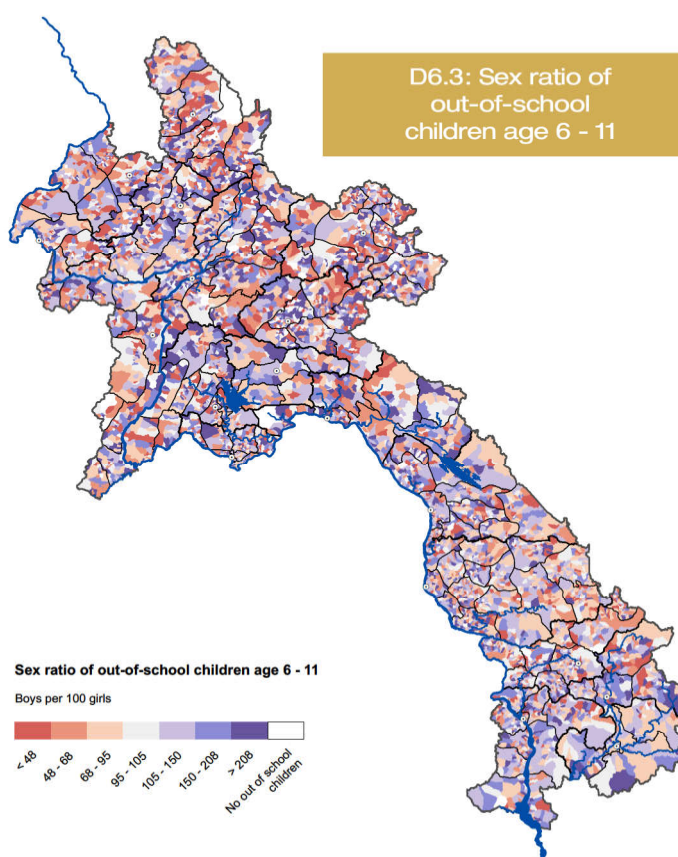 D6.3: Sex ratio of
out-of-school
children age 6 - 11
Sex ratio of out-of-school children age 6 - 11
Boys per 100 girls
< 48
48 - 68
68 - 95
95 - 105
105 - 150
150 - 208
> 208
No out of school
children